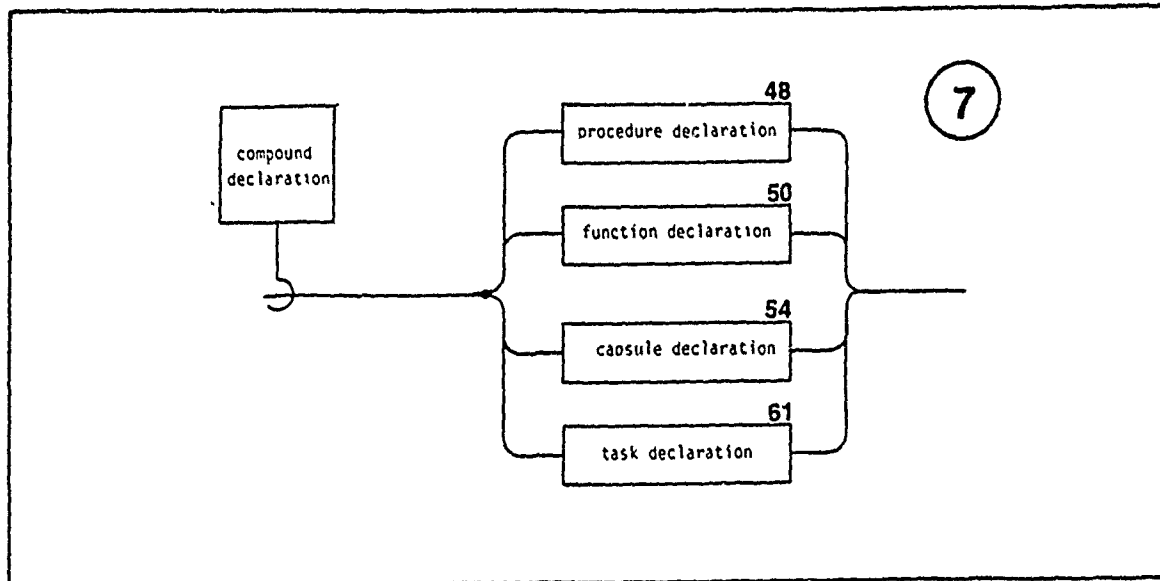 7
compound
declaration
48
procedure declaration
50
function declaration
54
capsule declaration
61
task declaration